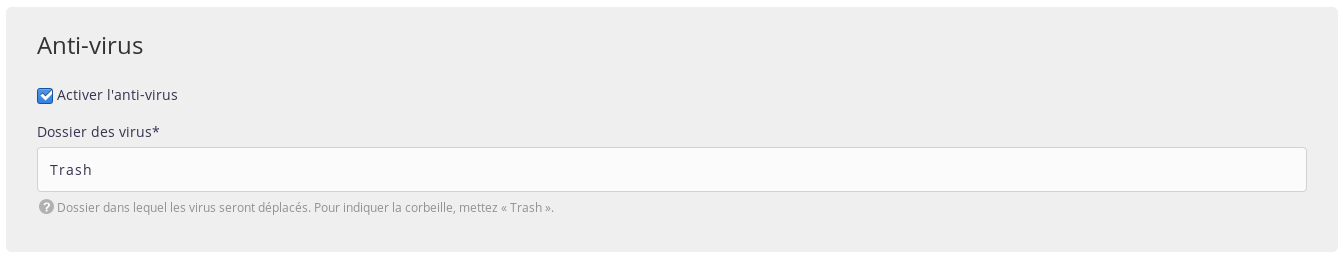 Anti-virus
Activer l'anti-virus
Dossier des virus*
Trash
Dossier dans lequel les virus seront déplacés. Pour indiquer la corbeille, mettez « Trash ».